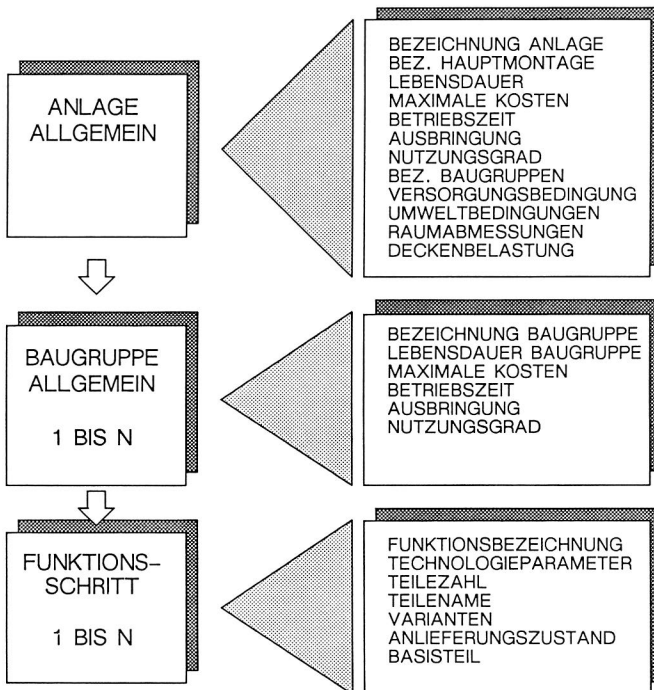 ANLAGE
ALLGEMEIN
BEZEICHNUNG ANLAGE
BEZ. HAUPTMONTAGE
LEBENSDAUER
MAXIMALE KOSTEN
BETRIEBSZEIT
AUSBRINGUNG
NUTZUNGSGRAD
BEZ. BAUGRUPPEN
VERSORGUNGSBEDINGUNG
UMWELTBEDINGUNGEN
RAUMABMESSUNGEN
DECKENBELASTUNG
BAUGRUPPE
ALLGEMEIN
1 BIS N
BEZEICHNUNG BAUGRUPPE
LEBENSDAUER BAUGRUPPE
MAXIMALE KOSTEN
BETRIEBSZEIT
AUSBRINGUNG
NUTZUNGSGRAD
FUNKTIONS-
SCHRITT
1 BIS N
FUNKTIONSBEZEICHNUNG
TECHNOLOGIEPARAMETER
TEILEZAHL
TEILENAME
VARIANTEN
ANLIEFERUNGSZUSTAND
BASISTEIL